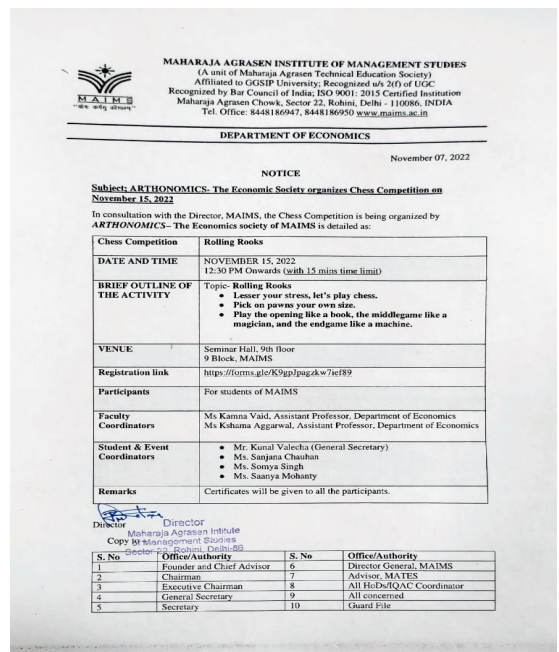 MAHARAJA AGRASEN INSTITUTE OF MANAGEMENT STUDIES
(A unit of Maharaja Agrasen Technical Education Society)
Affiliated to GGSIP University; Recognized u/s 2(f) of UGC
Recognized by Bar Council of India; ISO 9001: 2015 Certified Institution
Maharaja Agrasen Chowk, Sector 22, Rohini, Delhi - 110086, INDIA
Tel. Office: 8448186947, 8448186950 www.maims.ac.in
MAIMS
"योगः कर्मसु कौशलम्"
DEPARTMENT OF ECONOMICS
November 07, 2022
NOTICE
Subject: ARTHONOMICS- The Economic Society organizes Chess Competition on
November 15, 2022
In consultation with the Director, MAIMS, the Chess Competition is being organized by
ARTHONOMICS– The Economics society of MAIMS is detailed as:
Chess Competition Rolling Rooks
DATE AND TIME NOVEMBER 15, 2022
12:30 PM Onwards (with 15 mins time limit)
BRIEF OUTLINE OF Topic- Rolling Rooks
THE ACTIVITY • Lesser your stress, let's play chess.
• Pick on pawns your own size.
• Play the opening like a book, the middlegame like a
magician, and the endgame like a machine.
VENUE Seminar Hall, 9th floor
9 Block, MAIMS
Registration link https://forms.gle/K9gpJpagzkw7ief89
Participants For students of MAIMS
Faculty Ms Kamna Vaid, Assistant Professor, Department of Economics
Coordinators Ms Kshama Aggarwal, Assistant Professor, Department of Economics
Student & Event • Mr. Kunal Valecha (General Secretary)
Coordinators • Ms. Sanjana Chauhan
• Ms. Somya Singh
• Ms. Saanya Mohanty
Remarks Certificates will be given to all the participants.
Director Director
Maharaja Agrasen Intitute
Copy Management Studies
Sector-22, Rohini, Delhi-86
S. No Office/Authority S. No Office/Authority
1 Founder and Chief Advisor 6 Director General, MAIMS
2 Chairman 7 Advisor, MATES
3 Executive Chairman 8 All HoDs/IQAC Coordinator
4 General Secretary 9 All concerned
5 Secretary 10 Guard File